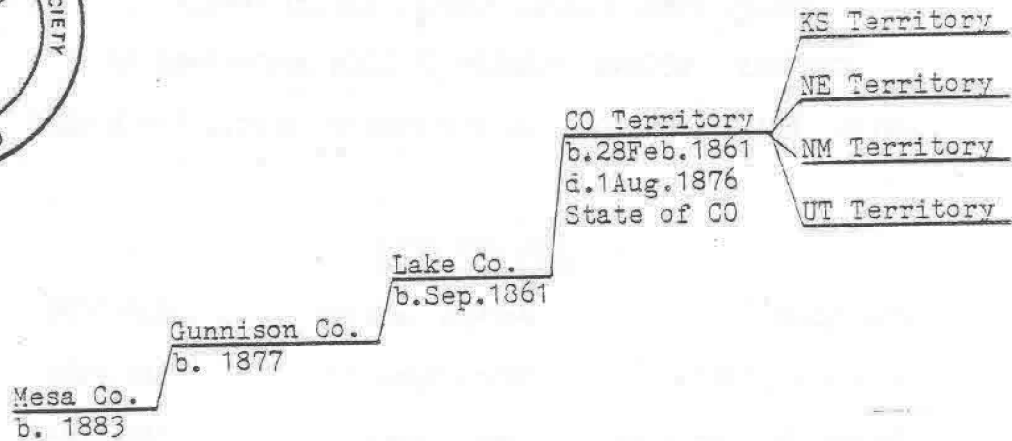 CIETY
KS Territory
NE Territory
CO Territory
b.28Feb.1861
d.1Aug.1876
State of CO
NM Territory
UT Territory
Lake Co.
b.Sep.1861
Gunnison Co.
b. 1877
Mesa Co.
b. 1883